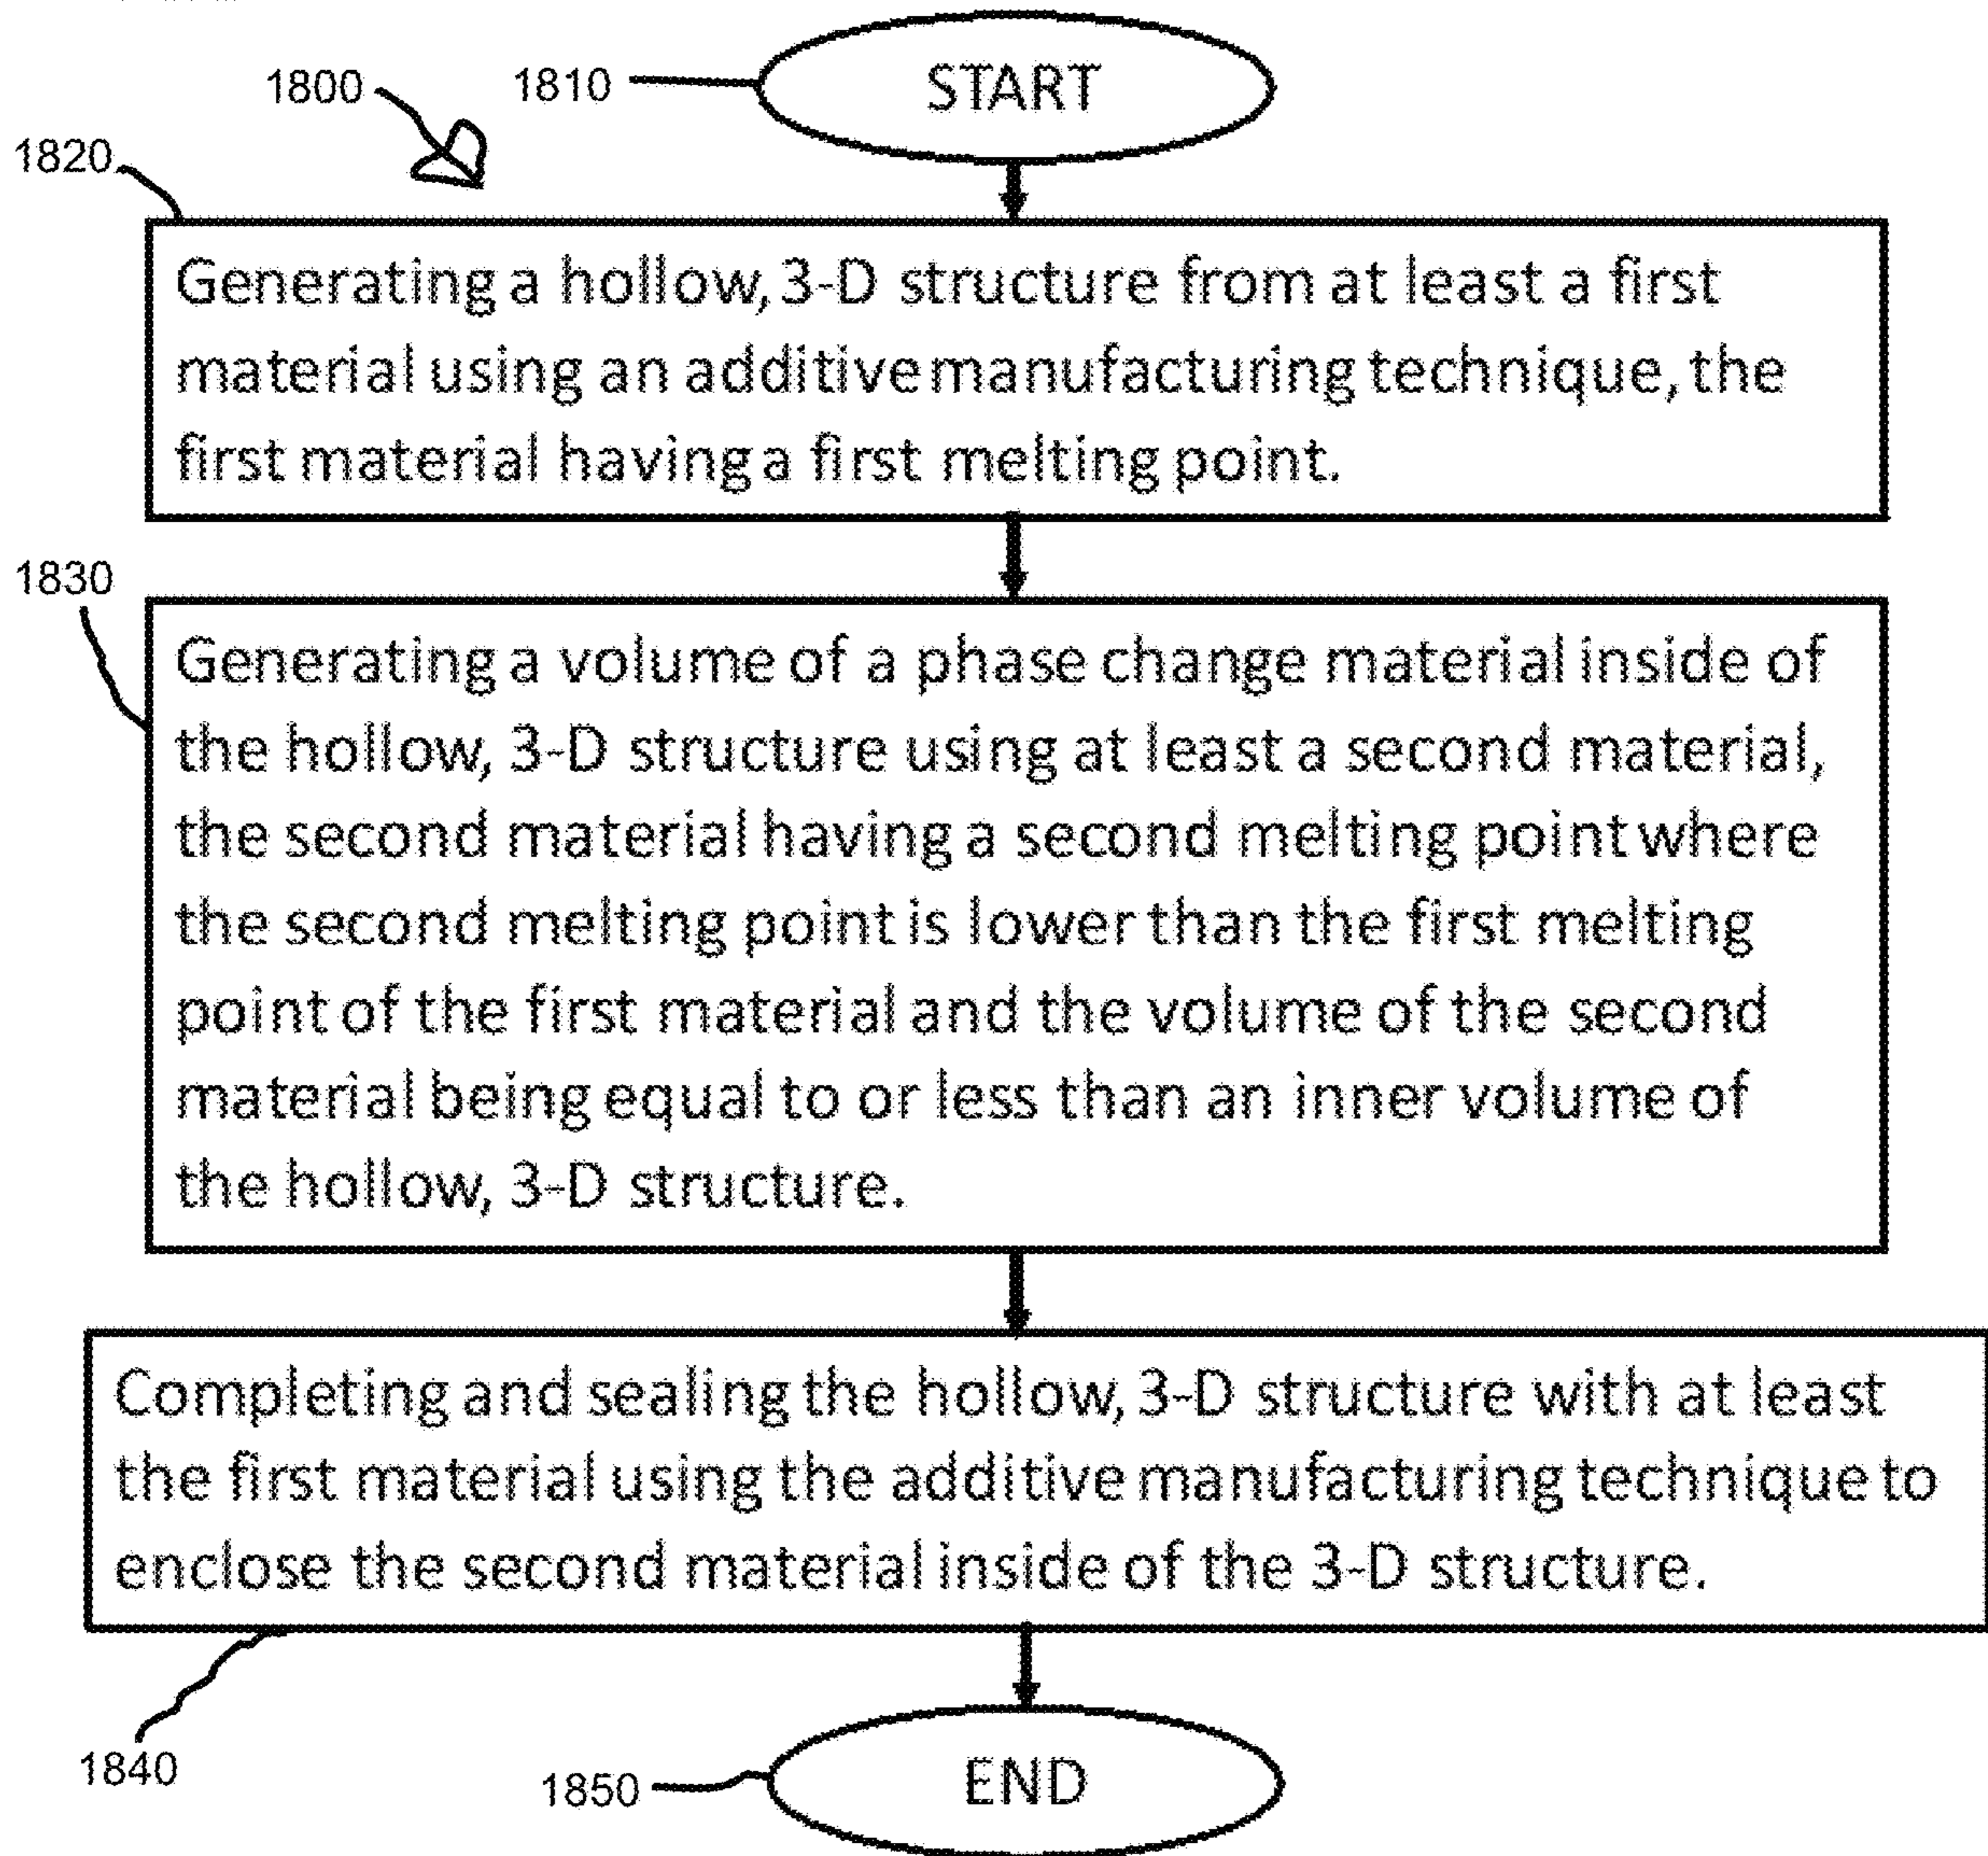 1800
1810
START
1820
Generating a hollow, 3-D structure from at least a first
material using an additive manufacturing technique, the
first material having a first melting point.
1830
Generating a volume of a phase change material inside of
the hollow, 3-D structure using at least a second material,
the second material having a second melting point where
the second melting point is lower than the first melting
point of the first material and the volume of the second
material being equal to or less than an inner volume of
the hollow, 3-D structure.
Completing and sealing the hollow, 3-D structure with at least
the first material using the additive manufacturing technique to
enclose the second material inside of the 3-D structure.
1840
1850
END